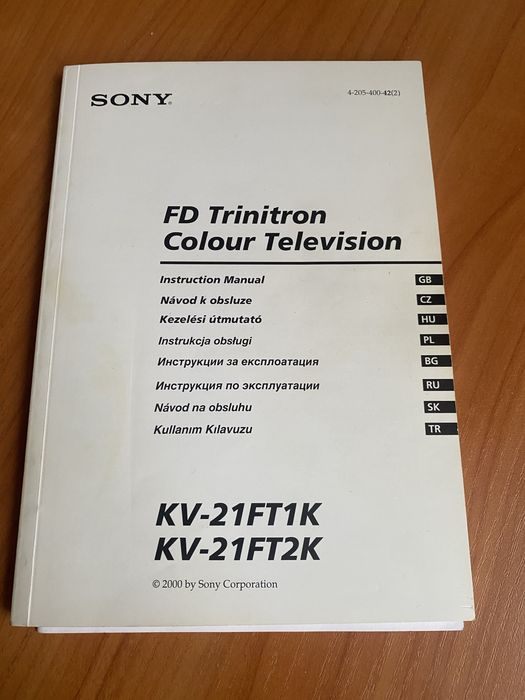 SONY®
4-205-400-42(2)
FD Trinitron
Colour Television
Instruction Manual GB
Návod k obsluze CZ
Kezelési útmutató HU
Instrukcja obsługi PL
Инструкции за експлоатация BG
Инструкция по эксплуатации RU
Návod na obsluhu SK
Kullanım Kılavuzu TR
KV-21FT1K
KV-21FT2K
© 2000 by Sony Corporation